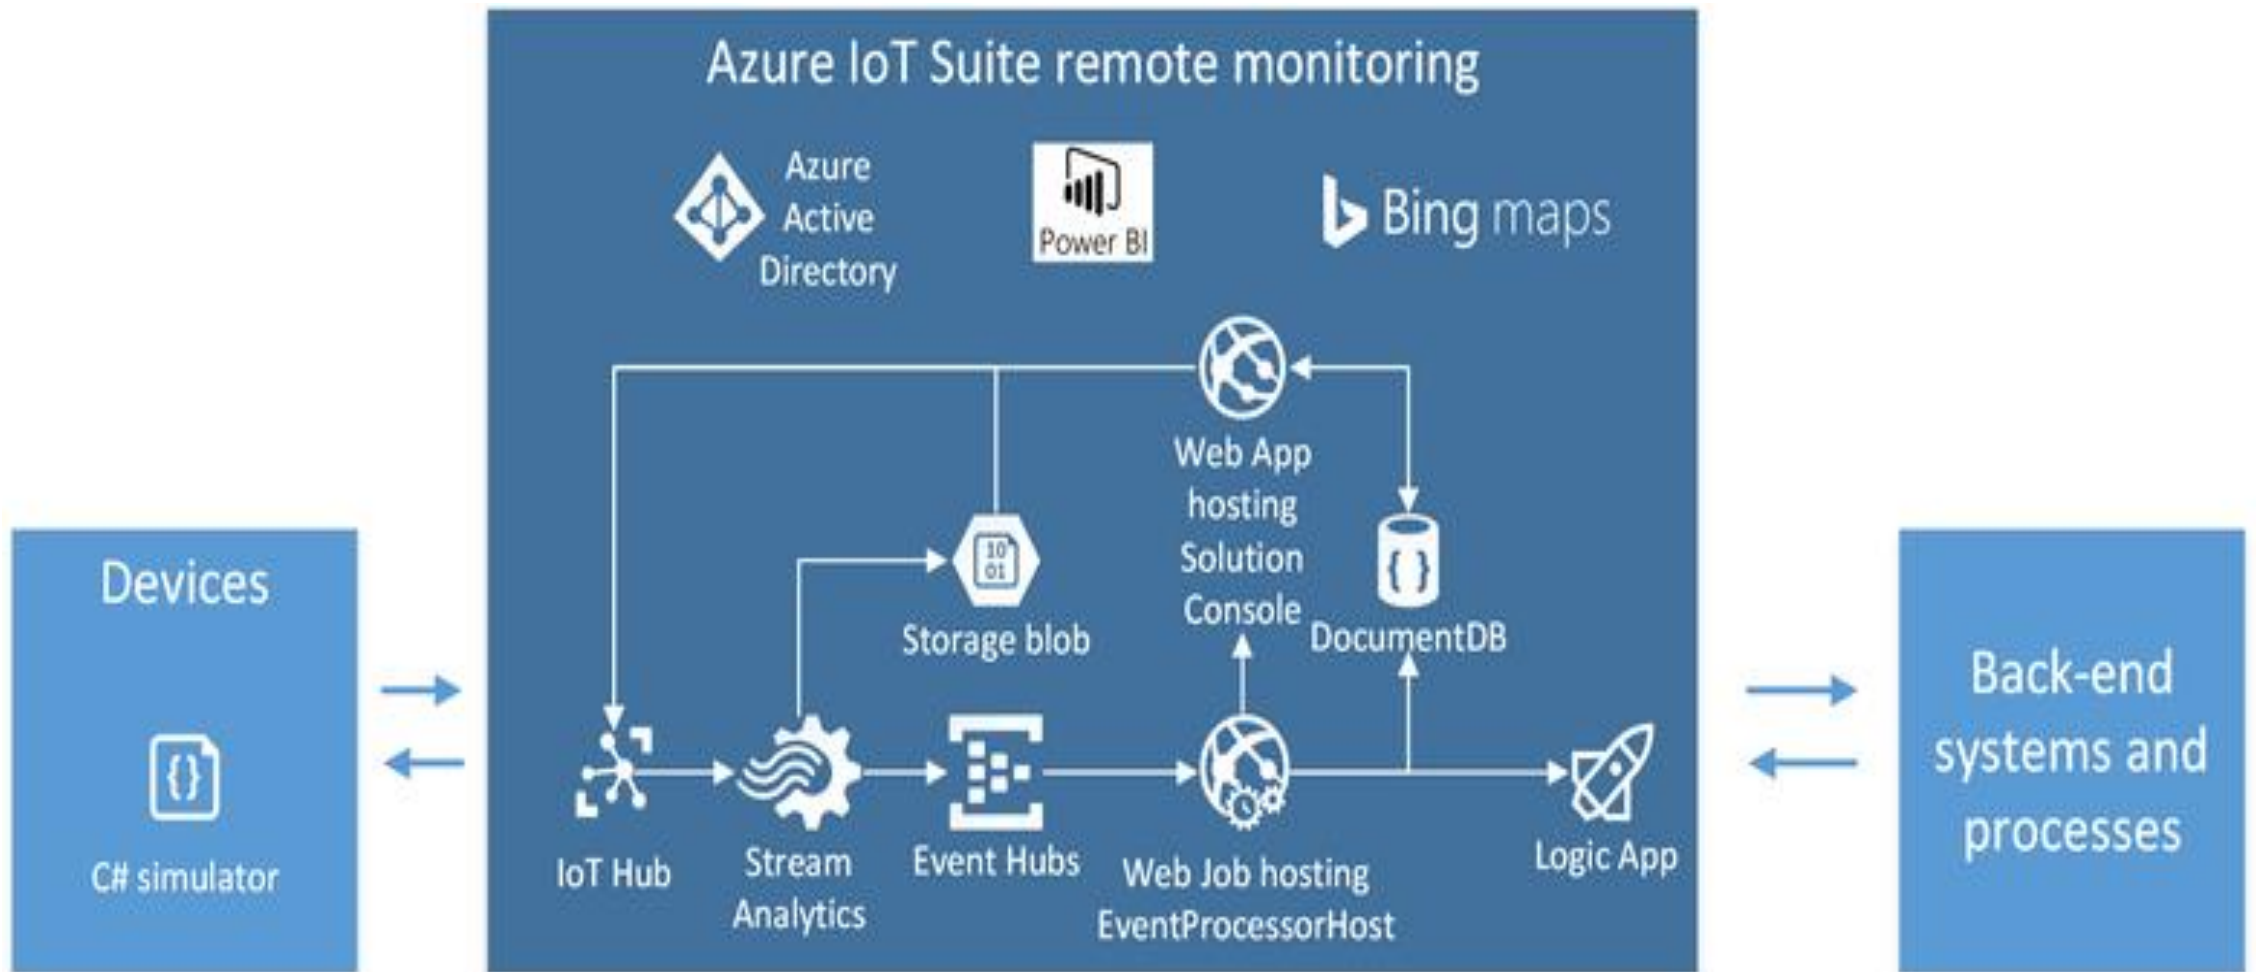 Azure IoT Suite remote monitoring
Azure
Active
Directory
Power BI
Bing maps
Web App
hosting
Solution
Console
10
01
Storage blob
{ }
DocumentDB
Devices
{}
C# simulator
IoT Hub
Stream
Analytics
Event Hubs
Web Job hosting
EventProcessorHost
Logic App
Back-end
systems and
processes